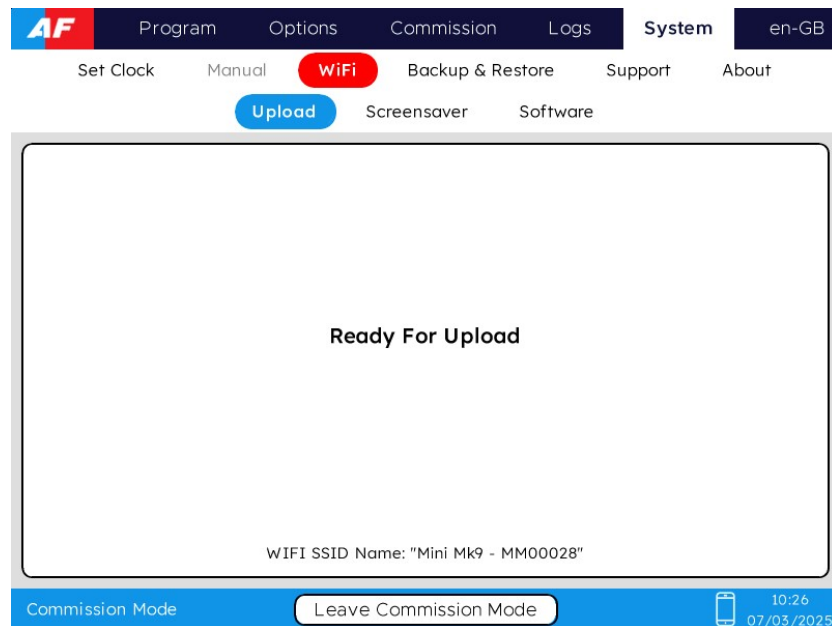 AF Program Options Commission Logs System en-GB
Set Clock Manual WiFi Backup & Restore Support About
Upload Screensaver Software
Ready For Upload
WIFI SSID Name: "Mini Mk9 - MM00028"
Commission Mode Leave Commission Mode 10:26
07/03/2025